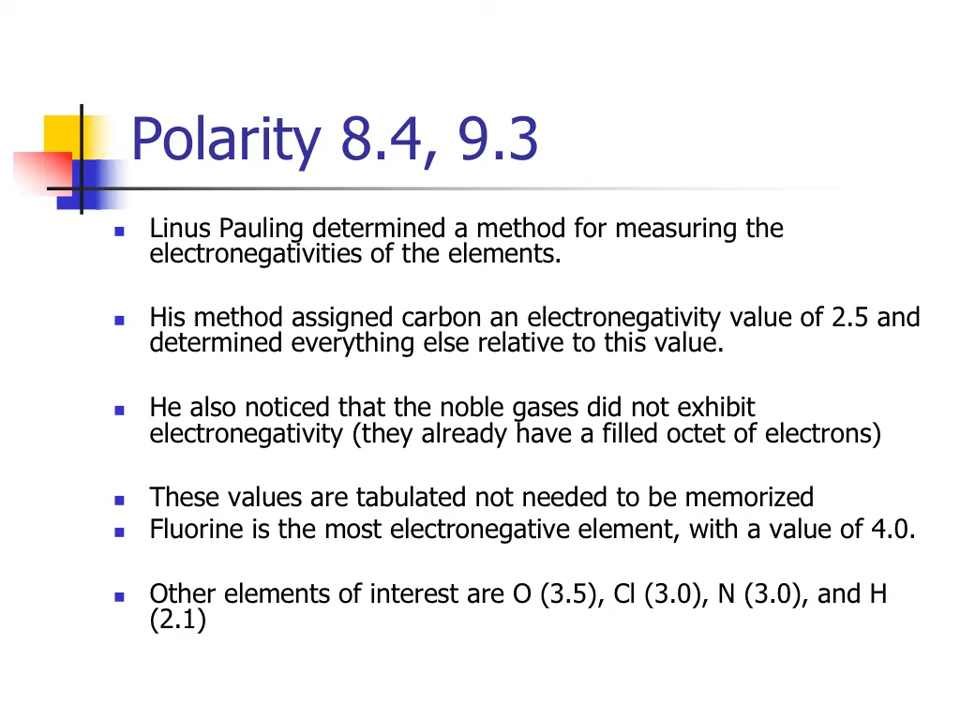 Polarity 8.4, 9.3
Linus Pauling determined a method for measuring the
electronegativities of the elements.
His method assigned carbon an electronegativity value of 2.5 and
determined everything else relative to this value.
He also noticed that the noble gases did not exhibit
electronegativity (they already have a filled octet of electrons)
These values are tabulated not needed to be memorized
Fluorine is the most electronegative element, with a value of 4.0.
Other elements of interest are O (3.5), Cl (3.0), N (3.0), and H
(2.1)